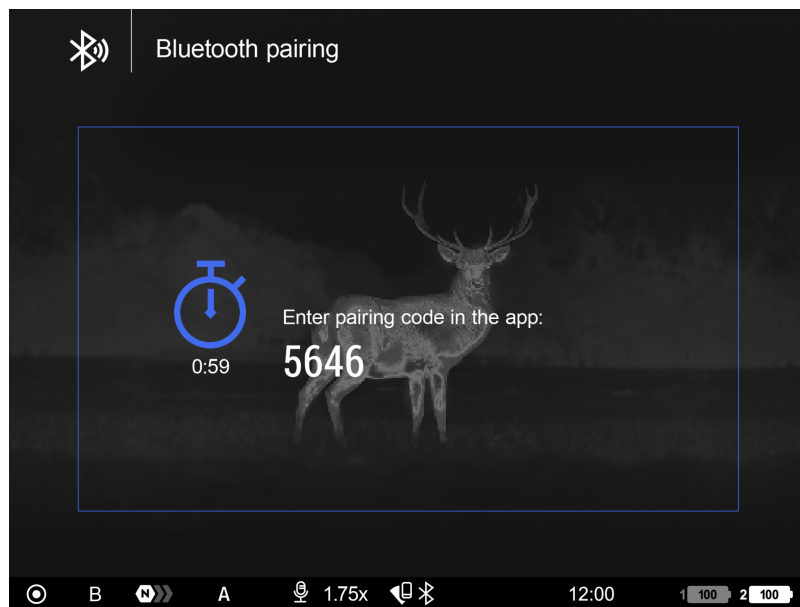 Bluetooth pairing
Enter pairing code in the app:
5646
0:59
B N A 1.75x 12:00 1 100 2 100